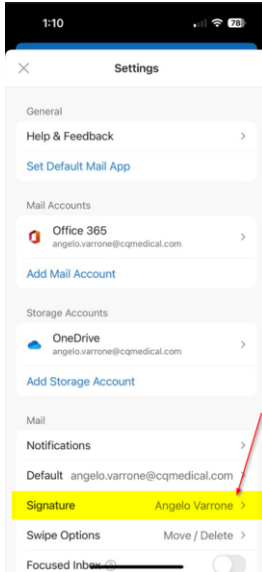 1:10
78
Settings
General
Help & Feedback
Set Default Mail App
Mail Accounts
Office 365
angelo.varrone@cqmedical.com
Add Mail Account
Storage Accounts
OneDrive
angelo.varrone@cqmedical.com
Add Storage Account
Mail
Notifications
Default angelo.varrone@cqmedical.com
Signature Angelo Varrone
Swipe Options Move / Delete
Focused Inbox